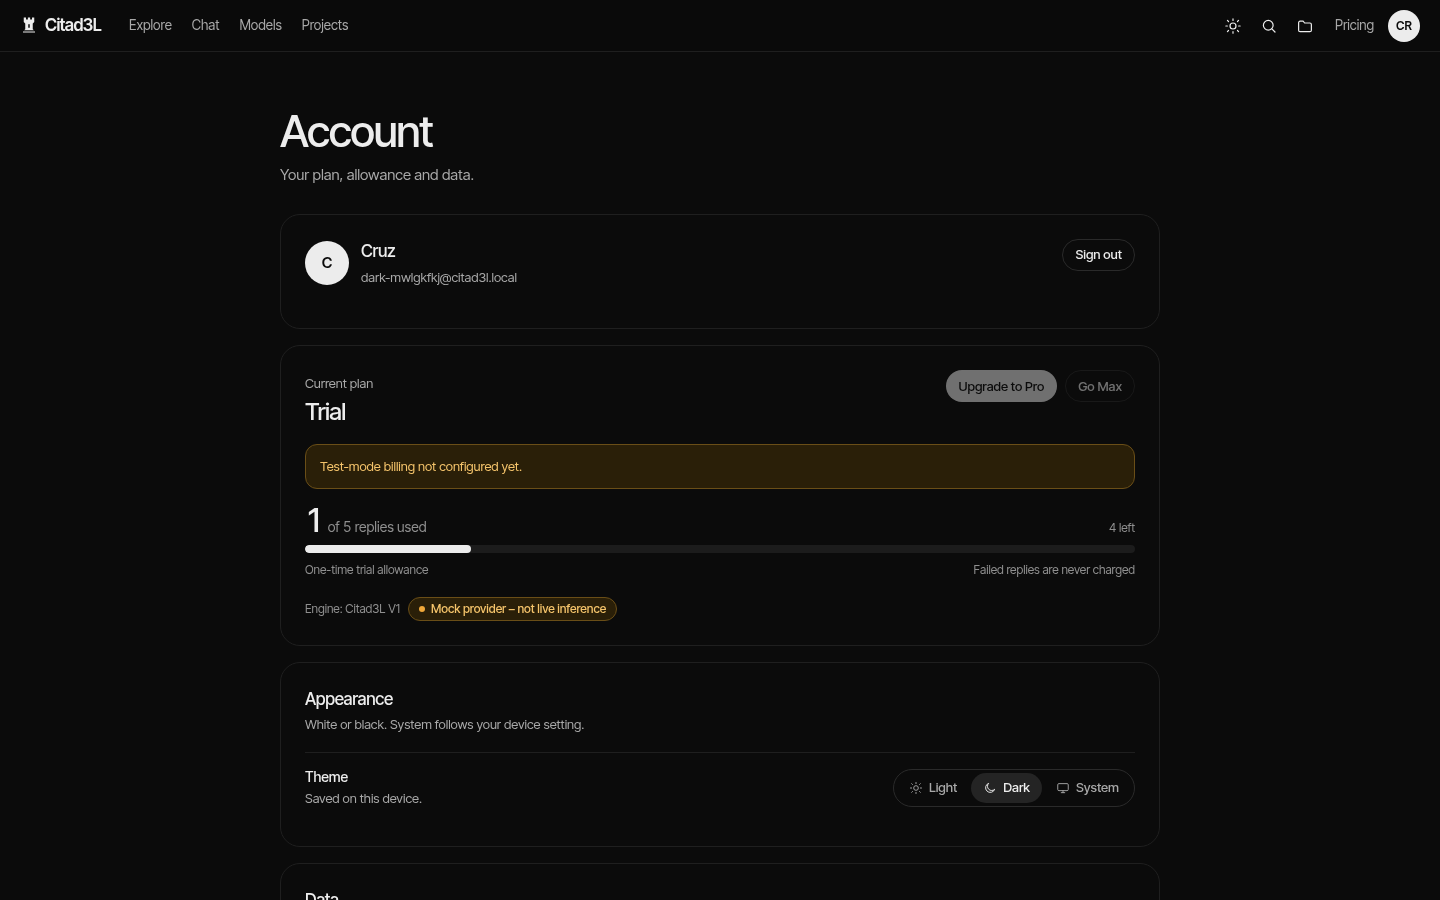 Citad3L Explore Chat Models Projects Pricing CR
Account
Your plan, allowance and data.
C
Cruz
dark-mwlgkfkj@citad3l.local
Sign out
Current plan
Trial
Upgrade to Pro
Go Max
Test-mode billing not configured yet.
1 of 5 replies used
4 left
One-time trial allowance
Failed replies are never charged
Engine: Citad3L V1
Mock provider – not live inference
Appearance
White or black. System follows your device setting.
Theme
Saved on this device.
Light
Dark
System
Data